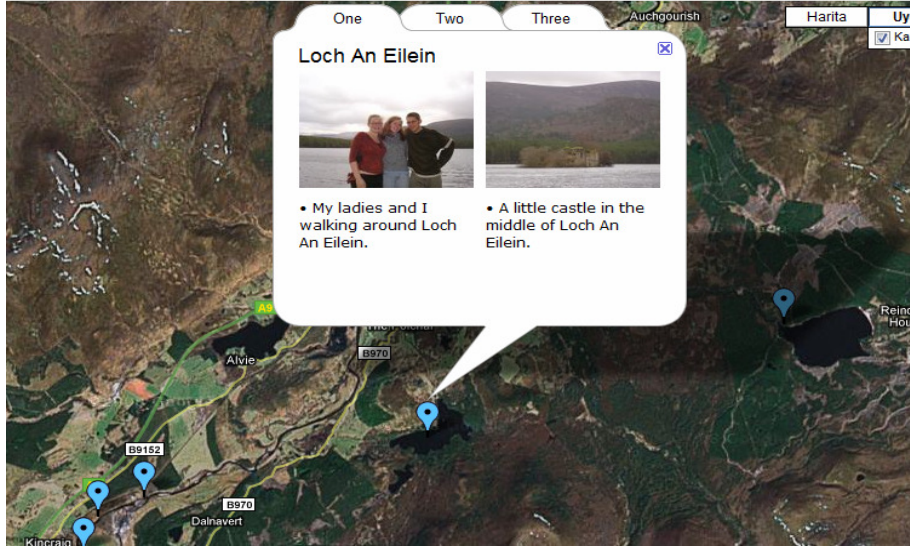 One Two Three
Auchgourish
Harita Uy
Ka
Loch An Eilein
• My ladies and I
walking around Loch
An Eilein.
• A little castle in the
middle of Loch An
Eilein.
A9
B970
Alvie
B9152
B970
Dalnavert
Kincraig
Reind
Hou